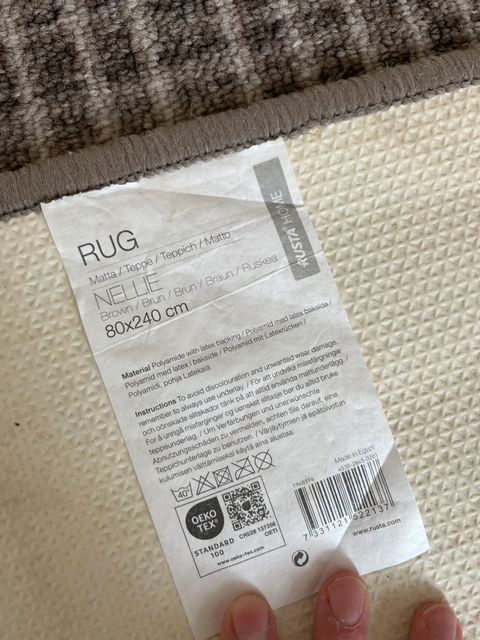 RUSTA HOME
RUG
Matta / Teppe / Teppich / Matto
NELLIE
Brown / Brun / Brun / Braun / Ruskea
80x240 cm
Material Polyamide with latex backing / Polyamid med latex baksida /
Polyamid med latex i bakside / Polyamid mit Latexrücken /
Polyamidi, pohja Lateksia
Instructions To avoid discolouration and unwanted wear damage,
remember to always use underlay. / För att undvika missfärgningar
och oönskade slitskador tänk på att alltid använda mattunderlägg. /
For å unngå misfarginger og uønsket slitasje bør du alltid bruke
teppeunderlag. / Um Verfärbungen und unerwünschte
Abnutzungsschäden zu vermeiden, achten Sie darauf, eine
Teppichunterlage zu benutzen. / Värjäytymien ja epätoivotun
kulumisen välttämiseksi käytä aina alustaa.
40°
OEKO
TEX®
STANDARD
100
CR028 137356
OETI
www.oeko-tex.com
1968896
Made in Egypt
7 331121 522137
www.rusta.com